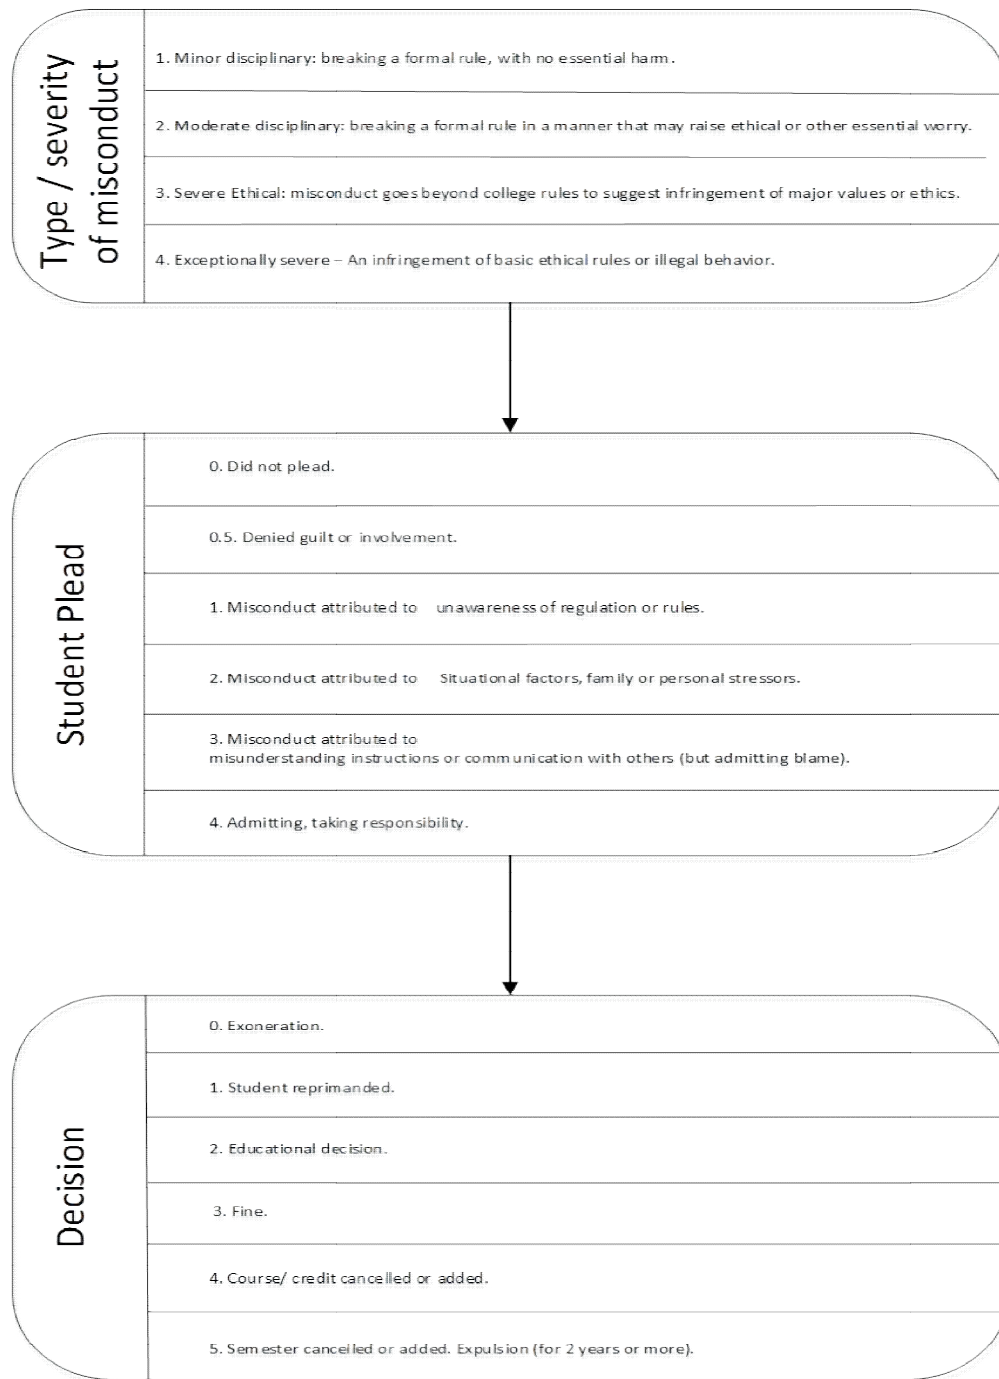 Type / severity
of misconduct
1. Minor disciplinary: breaking a formal rule, with no essential harm.
2. Moderate disciplinary: breaking a formal rule in a manner that may raise ethical or other essential worry.
3. Severe Ethical: misconduct goes beyond college rules to suggest infringement of major values or ethics.
4. Exceptionally severe – An infringement of basic ethical rules or illegal behavior.
Student Plead
0. Did not plead.
0.5. Denied guilt or involvement.
1. Misconduct attributed to unawareness of regulation or rules.
2. Misconduct attributed to Situational factors, family or personal stressors.
3. Misconduct attributed to
misunderstanding instructions or communication with others (but admitting blame).
4. Admitting, taking responsibility.
Decision
0. Exoneration.
1. Student reprimanded.
2. Educational decision.
3. Fine.
4. Course/ credit cancelled or added.
5. Semester cancelled or added. Expulsion (for 2 years or more).